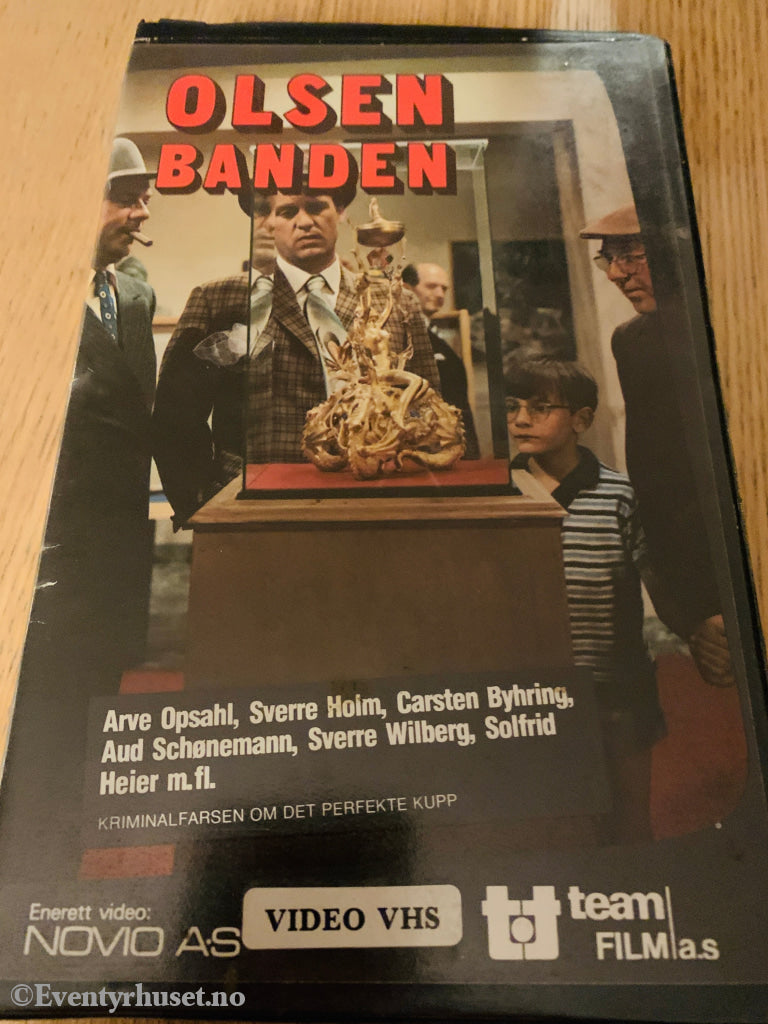 OLSEN
BANDEN
Arve Opsahl, Sverre Holm, Carsten Byhring,
Aud Schønemann, Sverre Wilberg, Solfrid
Heier m.fl.
KRIMINALFARSEN OM DET PERFEKTE KUPP
Enerett video:
NOVIO A·S
VIDEO VHS
team
FILM a.s
©Eventyrhuset.no